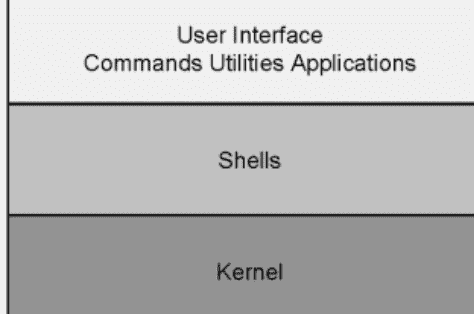 User Interface
Commands Utilities Applications
Shells
Kernel